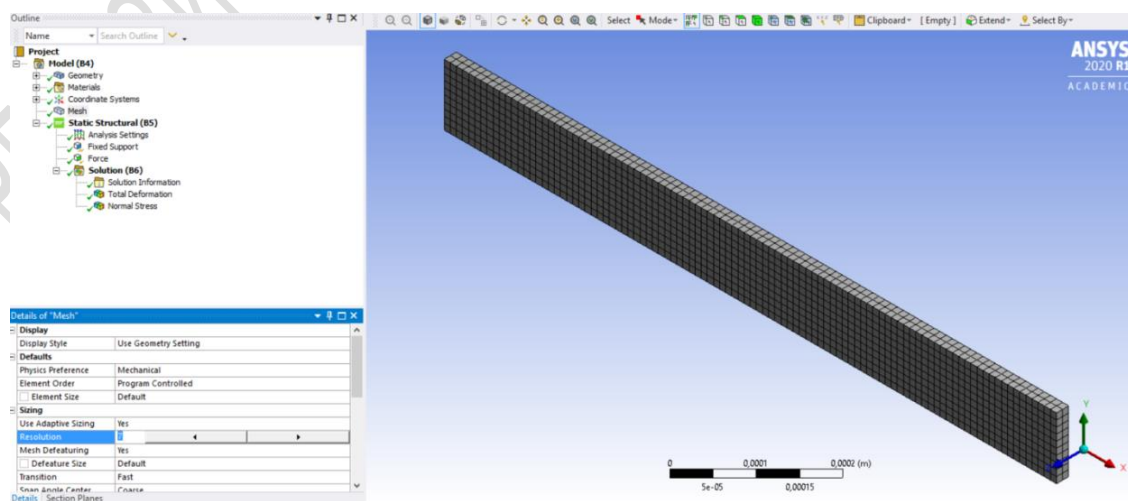 Outline
Name Search Outline
Project
Model (B4)
Geometry
Materials
Coordinate Systems
Mesh
Static Structural (B5)
Analysis Settings
Fixed Support
Force
Solution (B6)
Solution Information
Total Deformation
Normal Stress
Select Mode Clipboard [ Empty ] Extend Select By
ANSYS
2020 R1
ACADEMIC
Details of "Mesh"
Display
Display Style Use Geometry Setting
Defaults
Physics Preference Mechanical
Element Order Program Controlled
Element Size Default
Sizing
Use Adaptive Sizing Yes
Resolution
Mesh Defeaturing Yes
Defeature Size Default
Transition Fast
Span Angle Center Coarse
Details Section Planes
0 0,0001 0,0002 (m)
5e-05 0,00015
Y
X